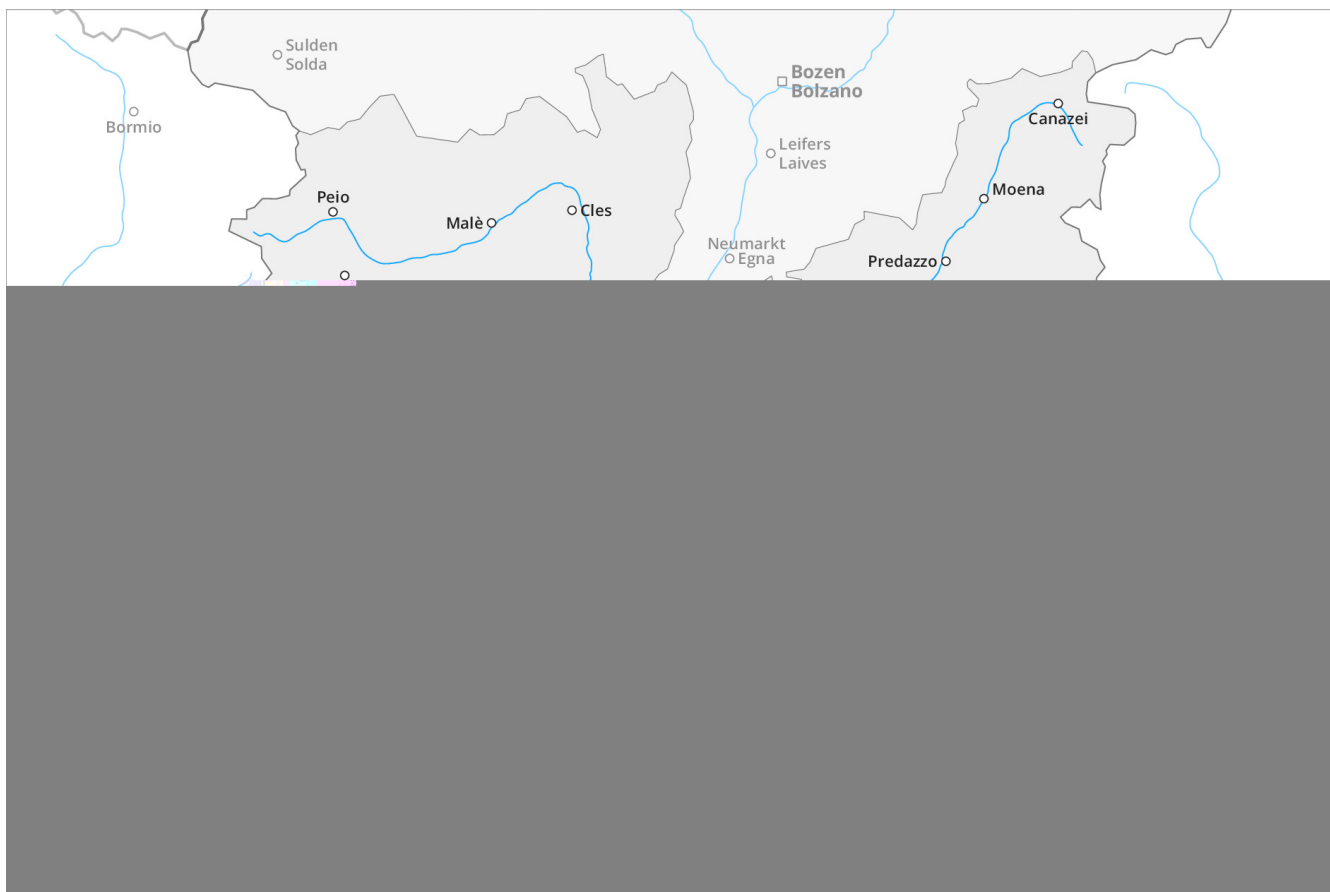 Sulden
Solda
Bozen
Bolzano
Bormio
Canazei
Leifers
Laives
Peio
Moena
Malè
Cles
Neumarkt
Egna
Predazzo